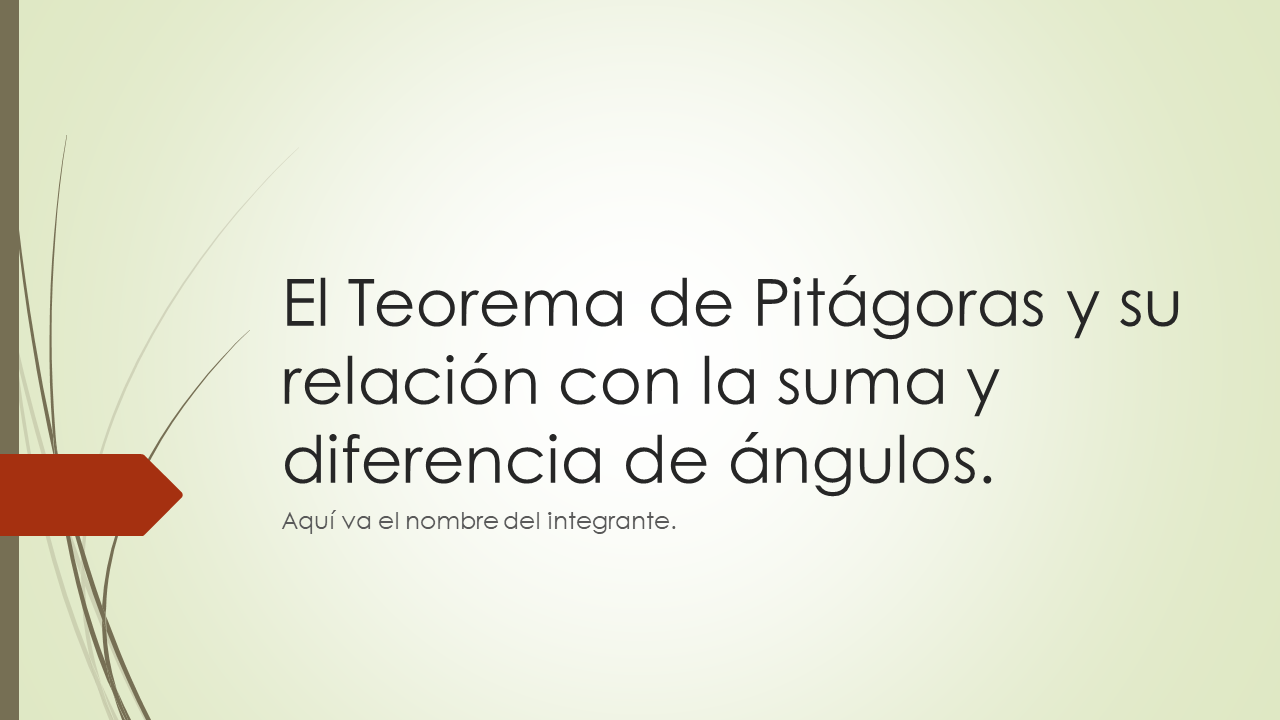 El Teorema de Pitágoras y su
relación con la suma y
diferencia de ángulos.
Aquí va el nombre del integrante.